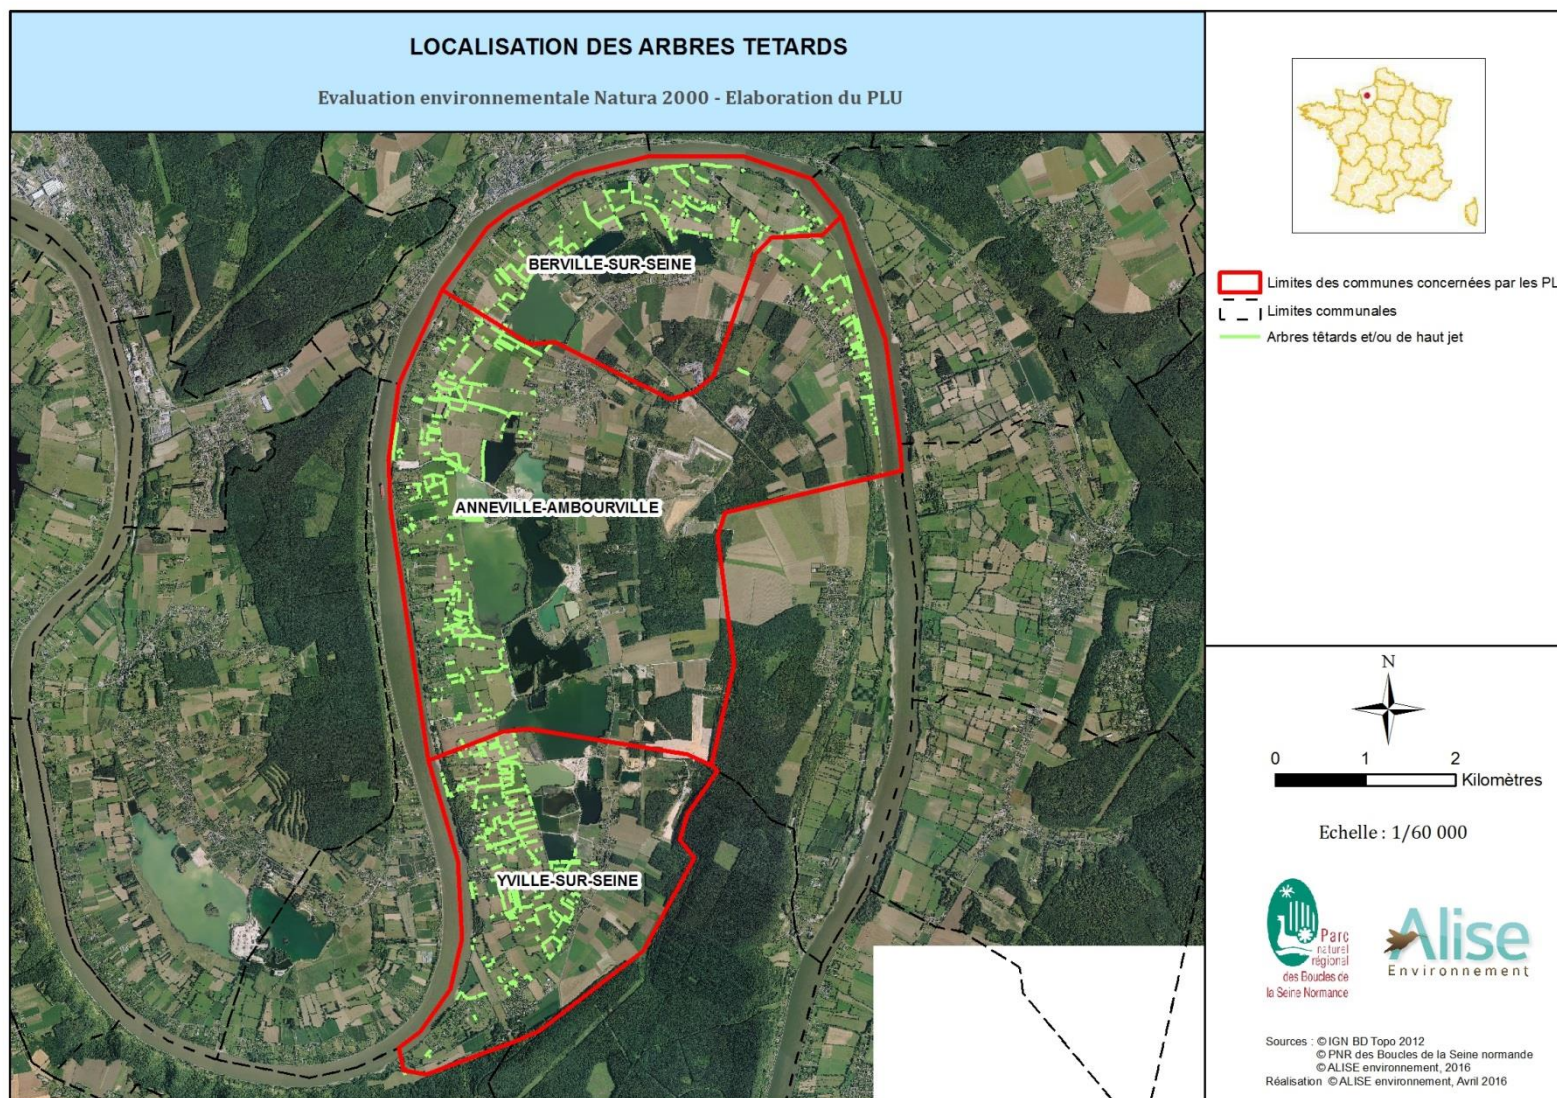 LOCALISATION DES ARBRES TETARDS
Evaluation environnementale Natura 2000 - Elaboration du PLU
BERVILLE-SUR-SEINE
ANNEVILLE-AMBOURVILLE
YVILLE-SUR-SEINE
Limites des communes concernées par les PL
Limites communales
Arbres têtards et/ou de haut jet
N
0 1 2
Kilomètres
Echelle : 1/60 000
Parc
naturel
régional
des Boucles de
la Seine Normande
Alise
Environnement
Sources : © IGN BD Topo 2012
© PNR des Boucles de la Seine normande
© ALISE environnement, 2016
Réalisation © ALISE environnement, Avril 2016